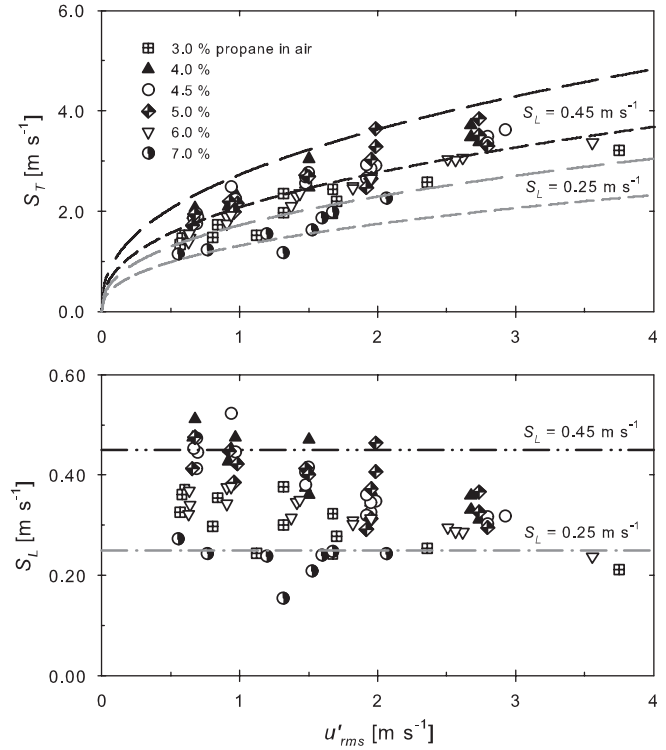 6.0
4.0
2.0
0.0
S_T [m s⁻¹]
3.0 % propane in air
4.0 %
4.5 %
5.0 %
6.0 %
7.0 %
S_L = 0.45 m s⁻¹
S_L = 0.25 m s⁻¹
0 1 2 3 4
0.60
0.40
0.20
0.00
S_L [m s⁻¹]
S_L = 0.45 m s⁻¹
S_L = 0.25 m s⁻¹
0 1 2 3 4
u'_rms [m s⁻¹]